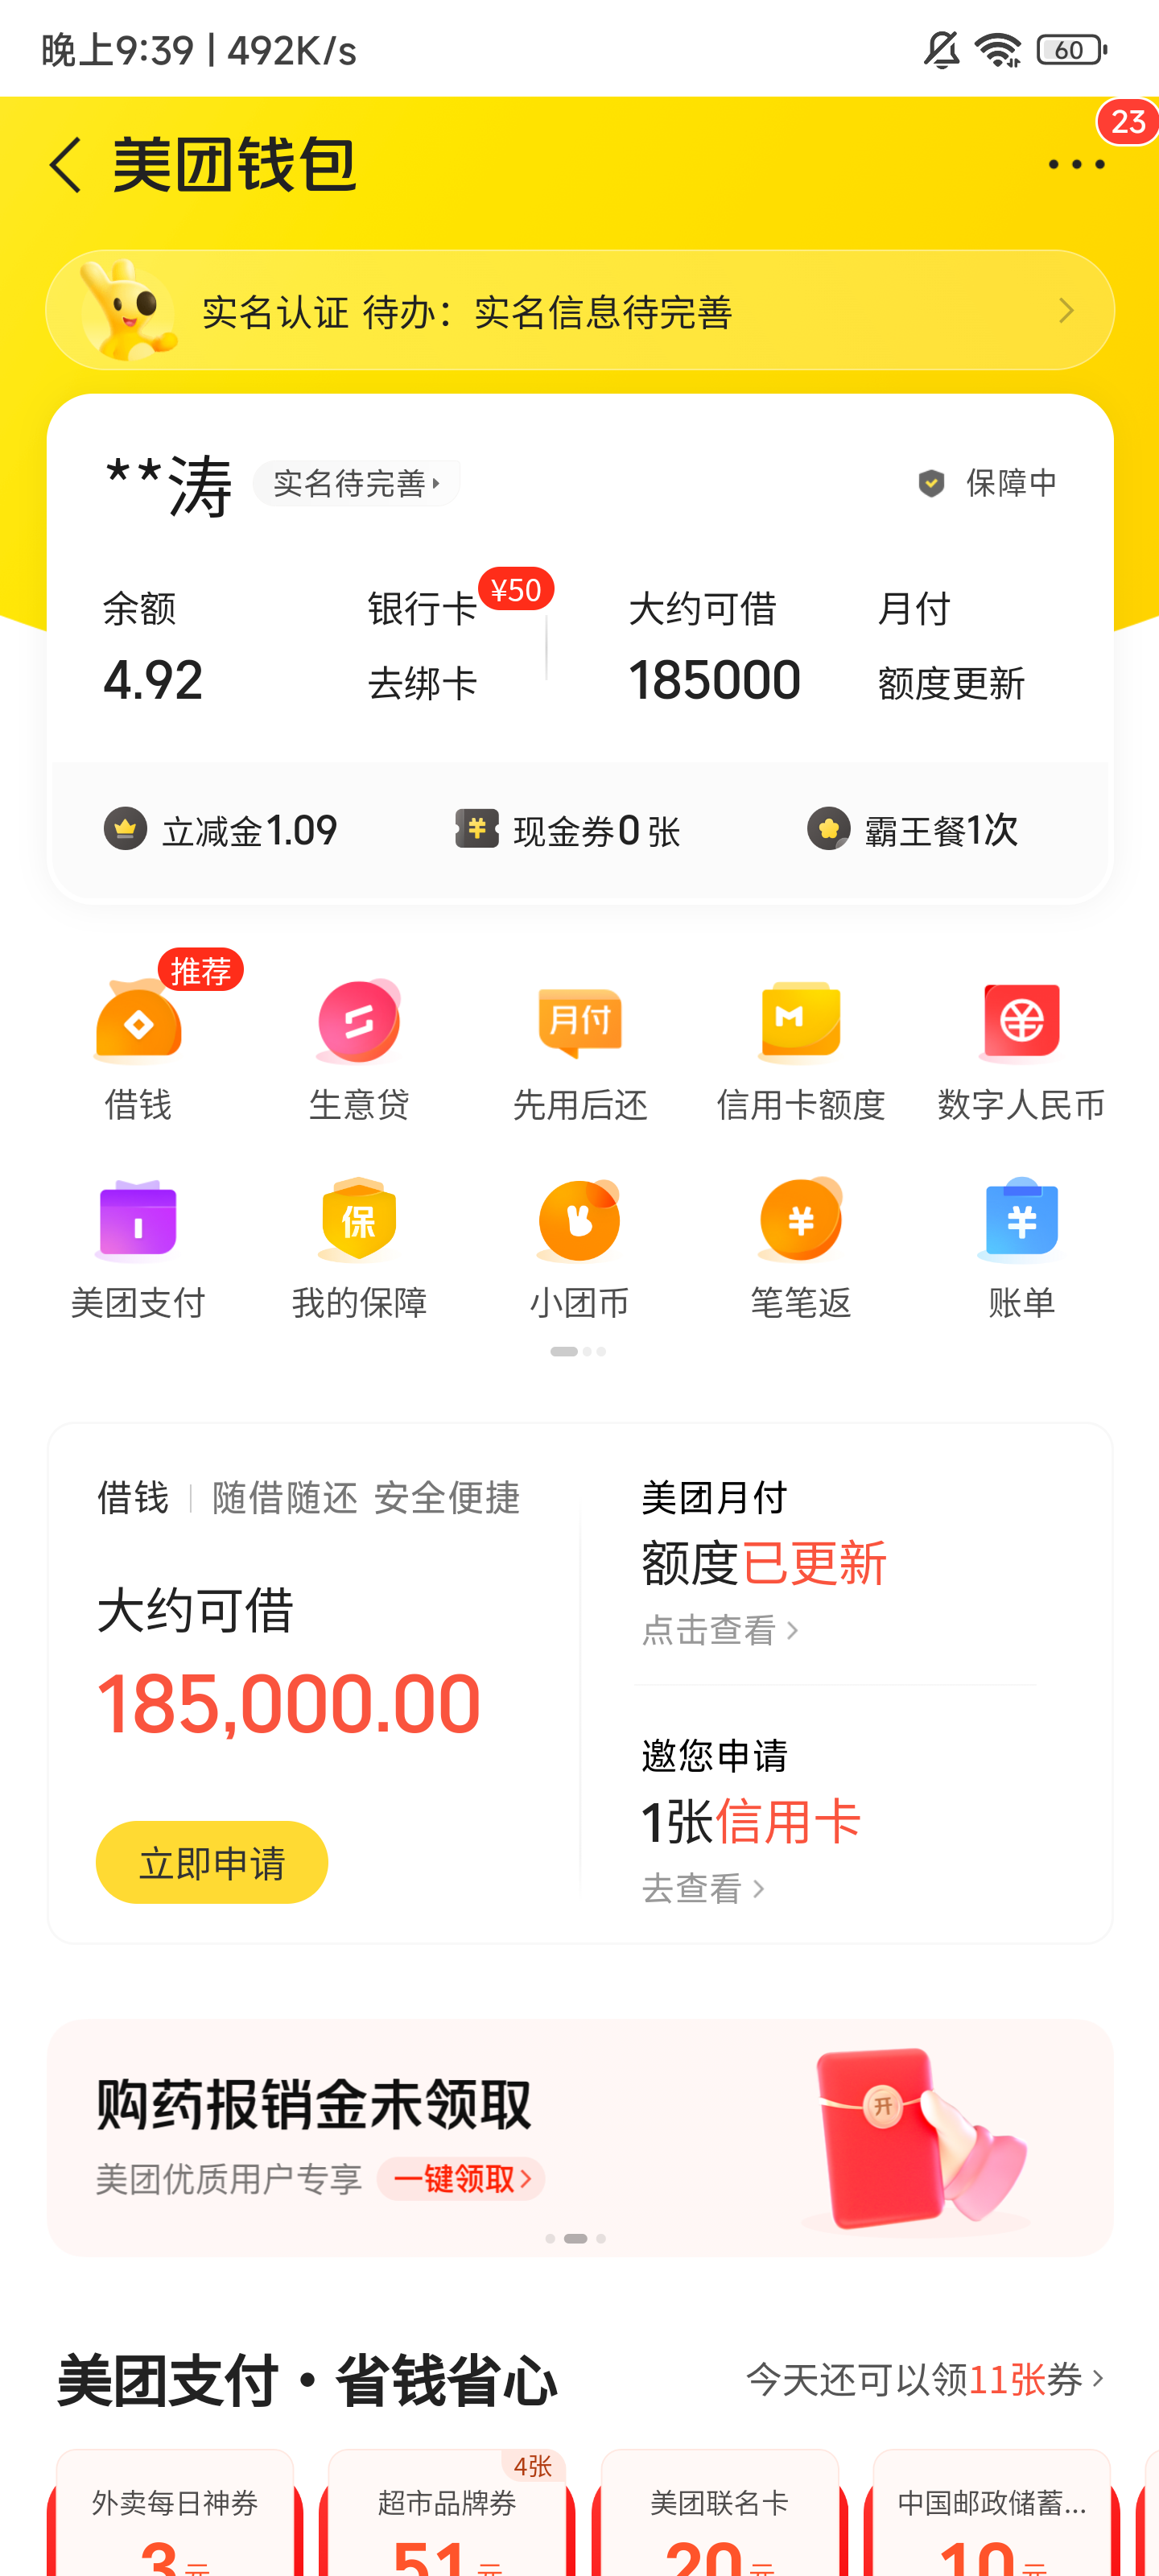 晚上9:39 | 492K/s
60
美团钱包
23
实名认证 待办：实名信息待完善
**涛 实名待完善 保障中
余额 银行卡 ¥50 大约可借 月付
4.92 去绑卡 185000 额度更新
立减金1.09 现金券0张 霸王餐1次
推荐
月付
借钱 生意贷 先用后还 信用卡额度 数字人民币
保
美团支付 我的保障 小团币 笔笔返 账单
借钱 随借随还 安全便捷
大约可借
185,000.00
立即申请
美团月付
额度已更新
点击查看
邀您申请
1张信用卡
去查看
购药报销金未领取
美团优质用户专享 一键领取
开
美团支付·省钱省心 今天还可以领11张券
4张
外卖每日神券 超市品牌券 美团联名卡 中国邮政储蓄...
3元 51元 20元 10元